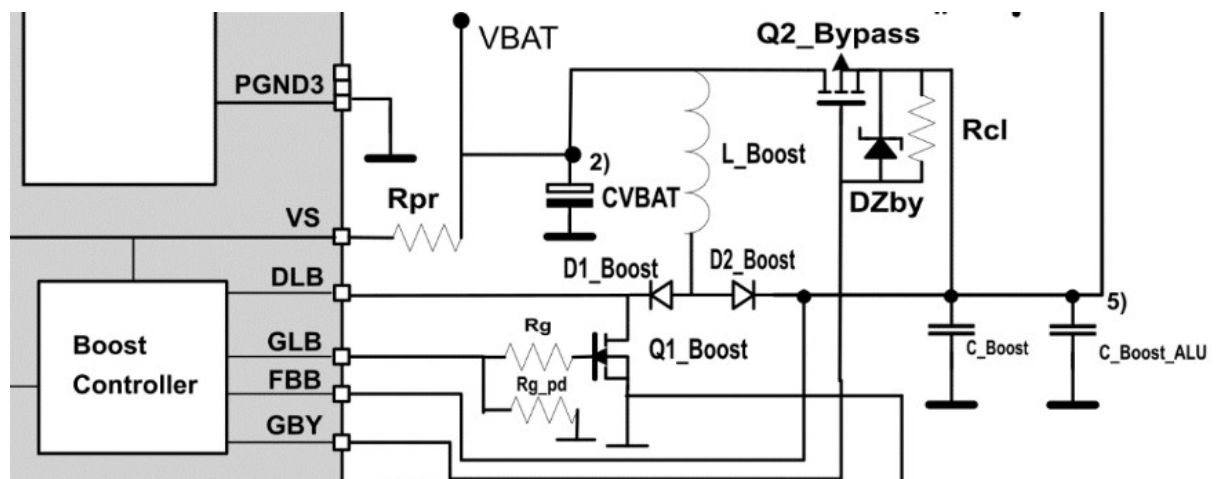 Q2_Bypass
VBAT
PGND3
Rcl
L_Boost
2)
CVBAT
Rpr
DZby
VS
D1_Boost
D2_Boost
DLB
5)
Rg
GLB
Q1_Boost
C_Boost
C_Boost_ALU
Boost
Controller
Rg_pd
FBB
GBY